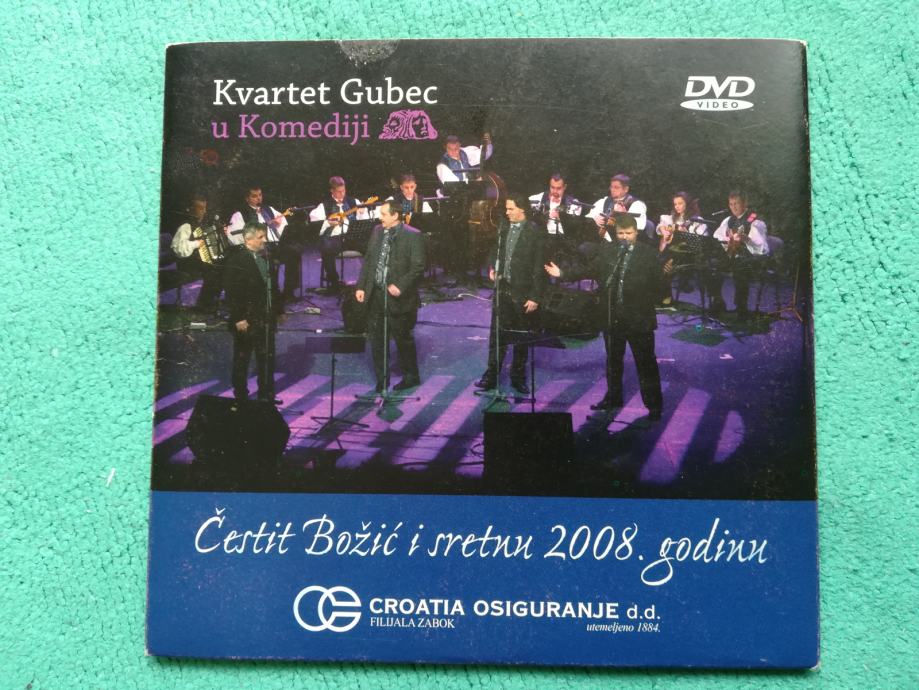 Kvartet Gubec
u Komediji
DVD
VIDEO
Čestit Božić i sretnu 2008. godinu
CROATIA OSIGURANJE d.d.
FILIJALA ZABOK
utemeljeno 1884.